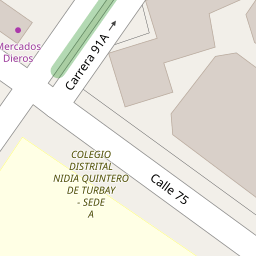 Carrera 91A →
Mercados
Dieros
COLEGIO
DISTRITAL
NIDIA QUINTERO
DE TURBAY
- SEDE
A
Calle 75